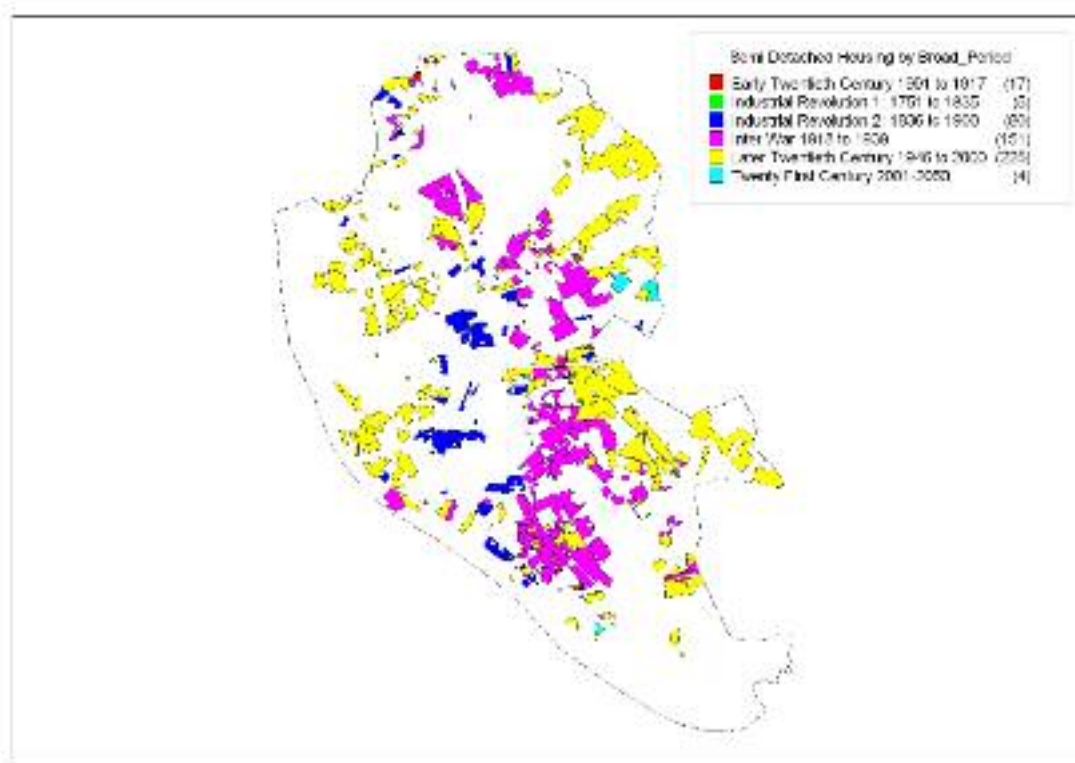 Semi Detached Housing by Broad_Period
Early Twentieth Century 1901 to 1917 (17)
Industrial Revolution 1: 1751 to 1835
Industrial Revolution 2: 1836 to 1900
Inter War 1918 to 1939 (151)
Later Twentieth Century 1946 to 2000
Twenty First Century 2001-2050 (4)